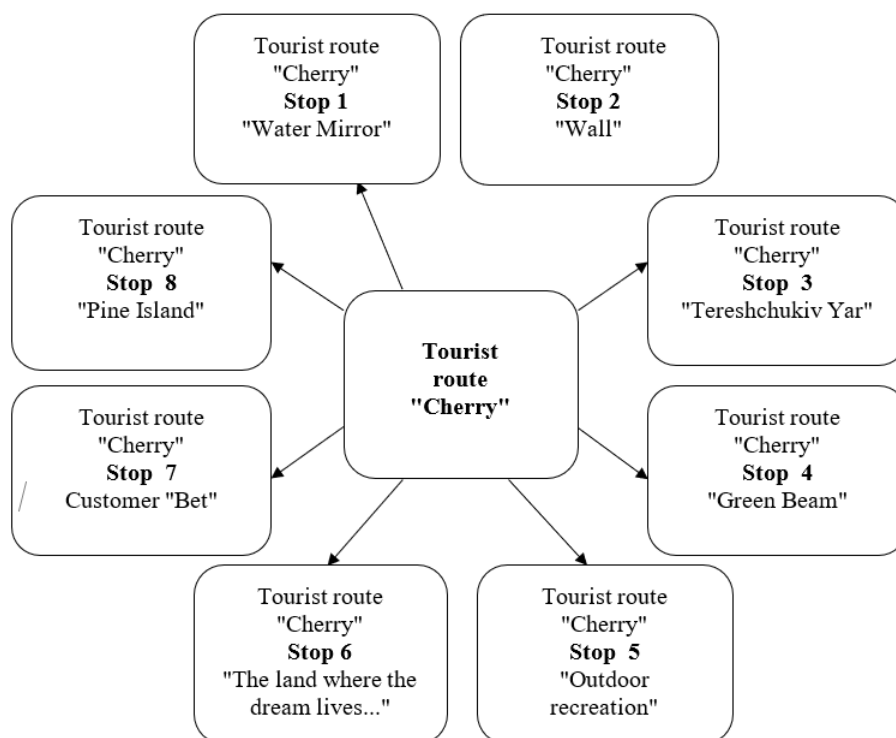 Tourist route
"Cherry"
Stop 1
"Water Mirror"
Tourist route
"Cherry"
Stop 2
"Wall"
Tourist route
"Cherry"
Stop 8
"Pine Island"
Tourist route
"Cherry"
Stop 3
"Tereshchukiv Yar"
Tourist
route
"Cherry"
Tourist route
"Cherry"
Stop 7
Customer "Bet"
Tourist route
"Cherry"
Stop 4
"Green Beam"
Tourist route
"Cherry"
Stop 6
"The land where the
dream lives..."
Tourist route
"Cherry"
Stop 5
"Outdoor
recreation"